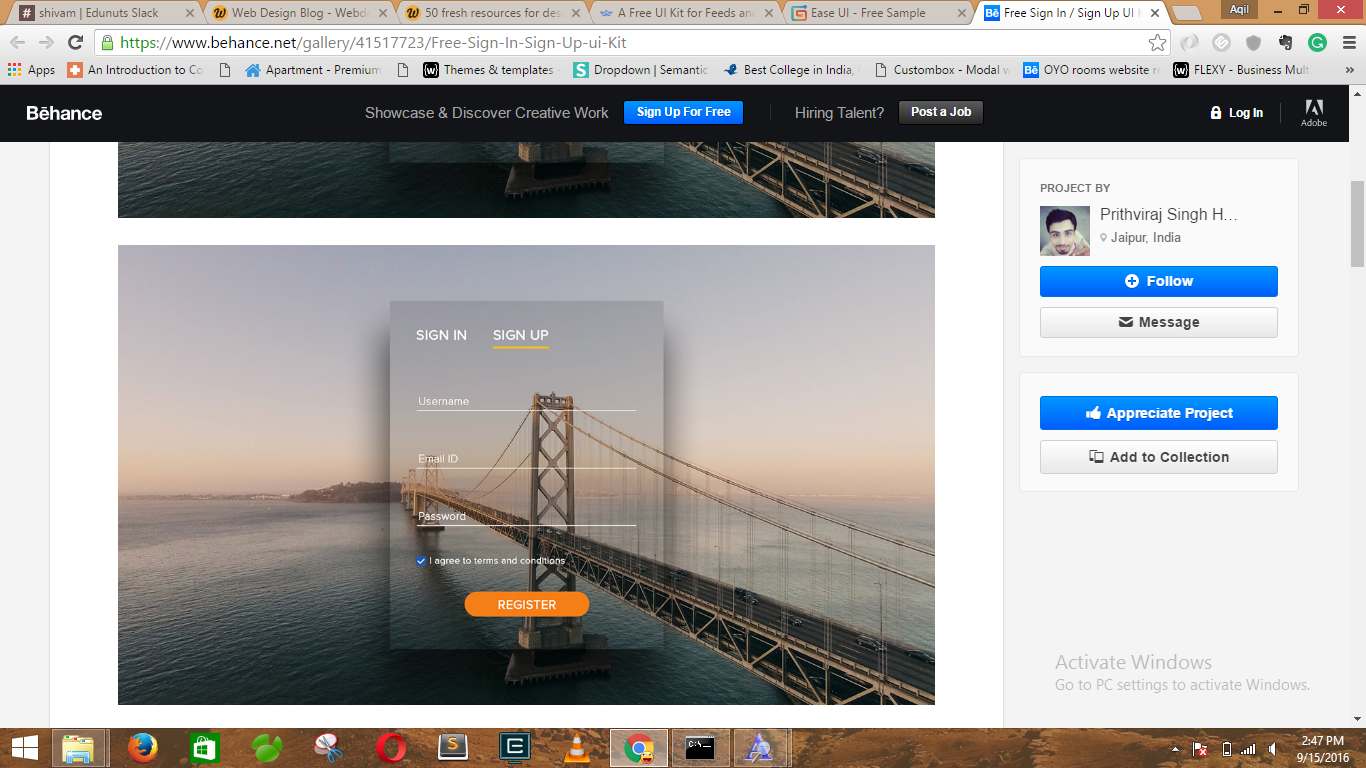 shivam | Edunuts Slack
Web Design Blog - Webde
50 fresh resources for des
A Free UI Kit for Feeds an
Ease UI - Free Sample
Free Sign In / Sign Up UI K
Aqil
https://www.behance.net/gallery/41517723/Free-Sign-In-Sign-Up-ui-Kit
Apps
An Introduction to Co
Apartment - Premium
Themes & templates
Dropdown | Semantic
Best College in India,
Custombox - Modal w
OYO rooms website re
FLEXY - Business Mult
»
Bēhance
Showcase & Discover Creative Work
Sign Up For Free
Hiring Talent?
Post a Job
Log In
Adobe
SIGN IN
SIGN UP
Username
Email ID
Password
I agree to terms and conditions
REGISTER
PROJECT BY
Prithviraj Singh H...
Jaipur, India
Follow
Message
Appreciate Project
Add to Collection
Activate Windows
Go to PC settings to activate Windows.
2:47 PM
9/15/2016